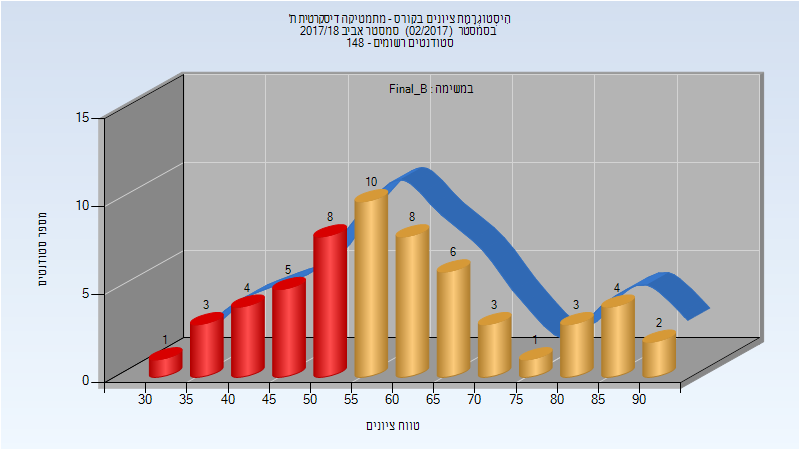 היסטוגרמת ציונים בקורס - מתמטיקה דיסקרטית ת'
בסמסטר (02/2017) סמסטר אביב 2017/18
סטודנטים רשומים - 148
במשימה : Final_B
מספר סטודנטים
15
10
5
0
1
3
4
5
8
10
8
6
3
1
3
4
2
30 35 40 45 50 55 60 65 70 75 80 85 90
טווח ציונים